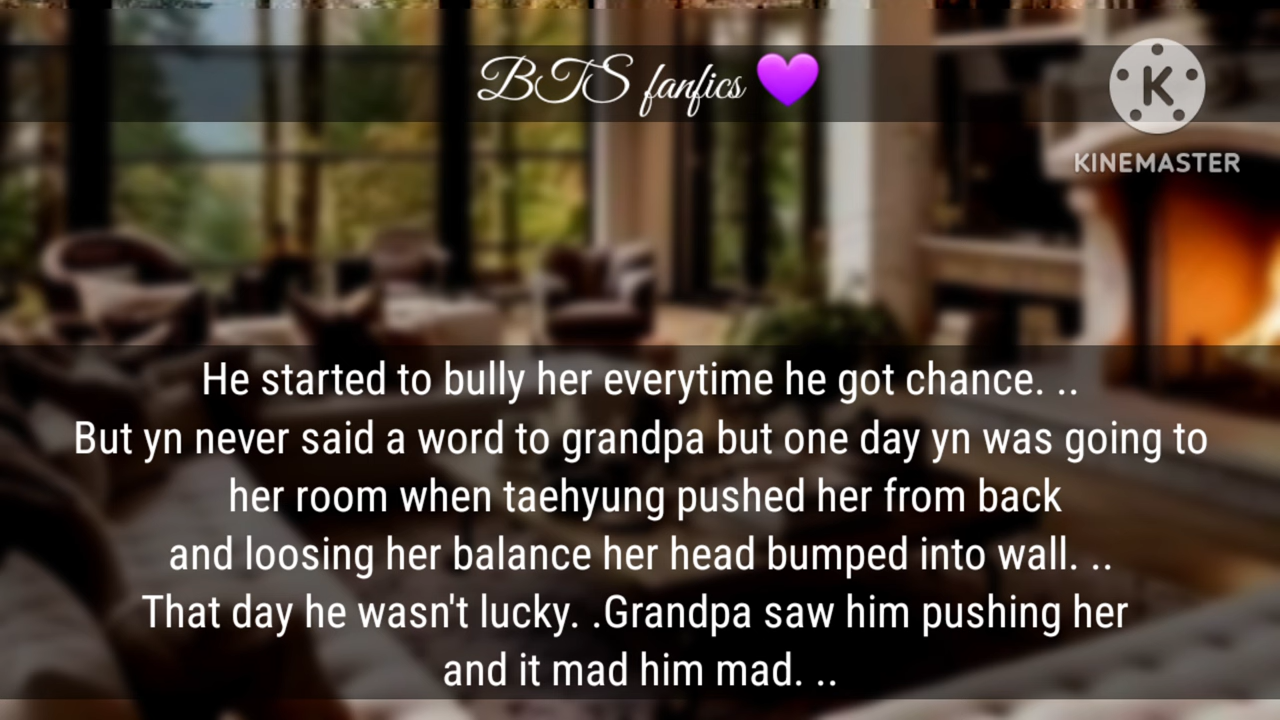 BTS fanfics 💜
K
KINEMASTER
He started to bully her everytime he got chance. ..
But yn never said a word to grandpa but one day yn was going to
her room when taehyung pushed her from back
and loosing her balance her head bumped into wall. ..
That day he wasn't lucky. .Grandpa saw him pushing her
and it mad him mad. ..